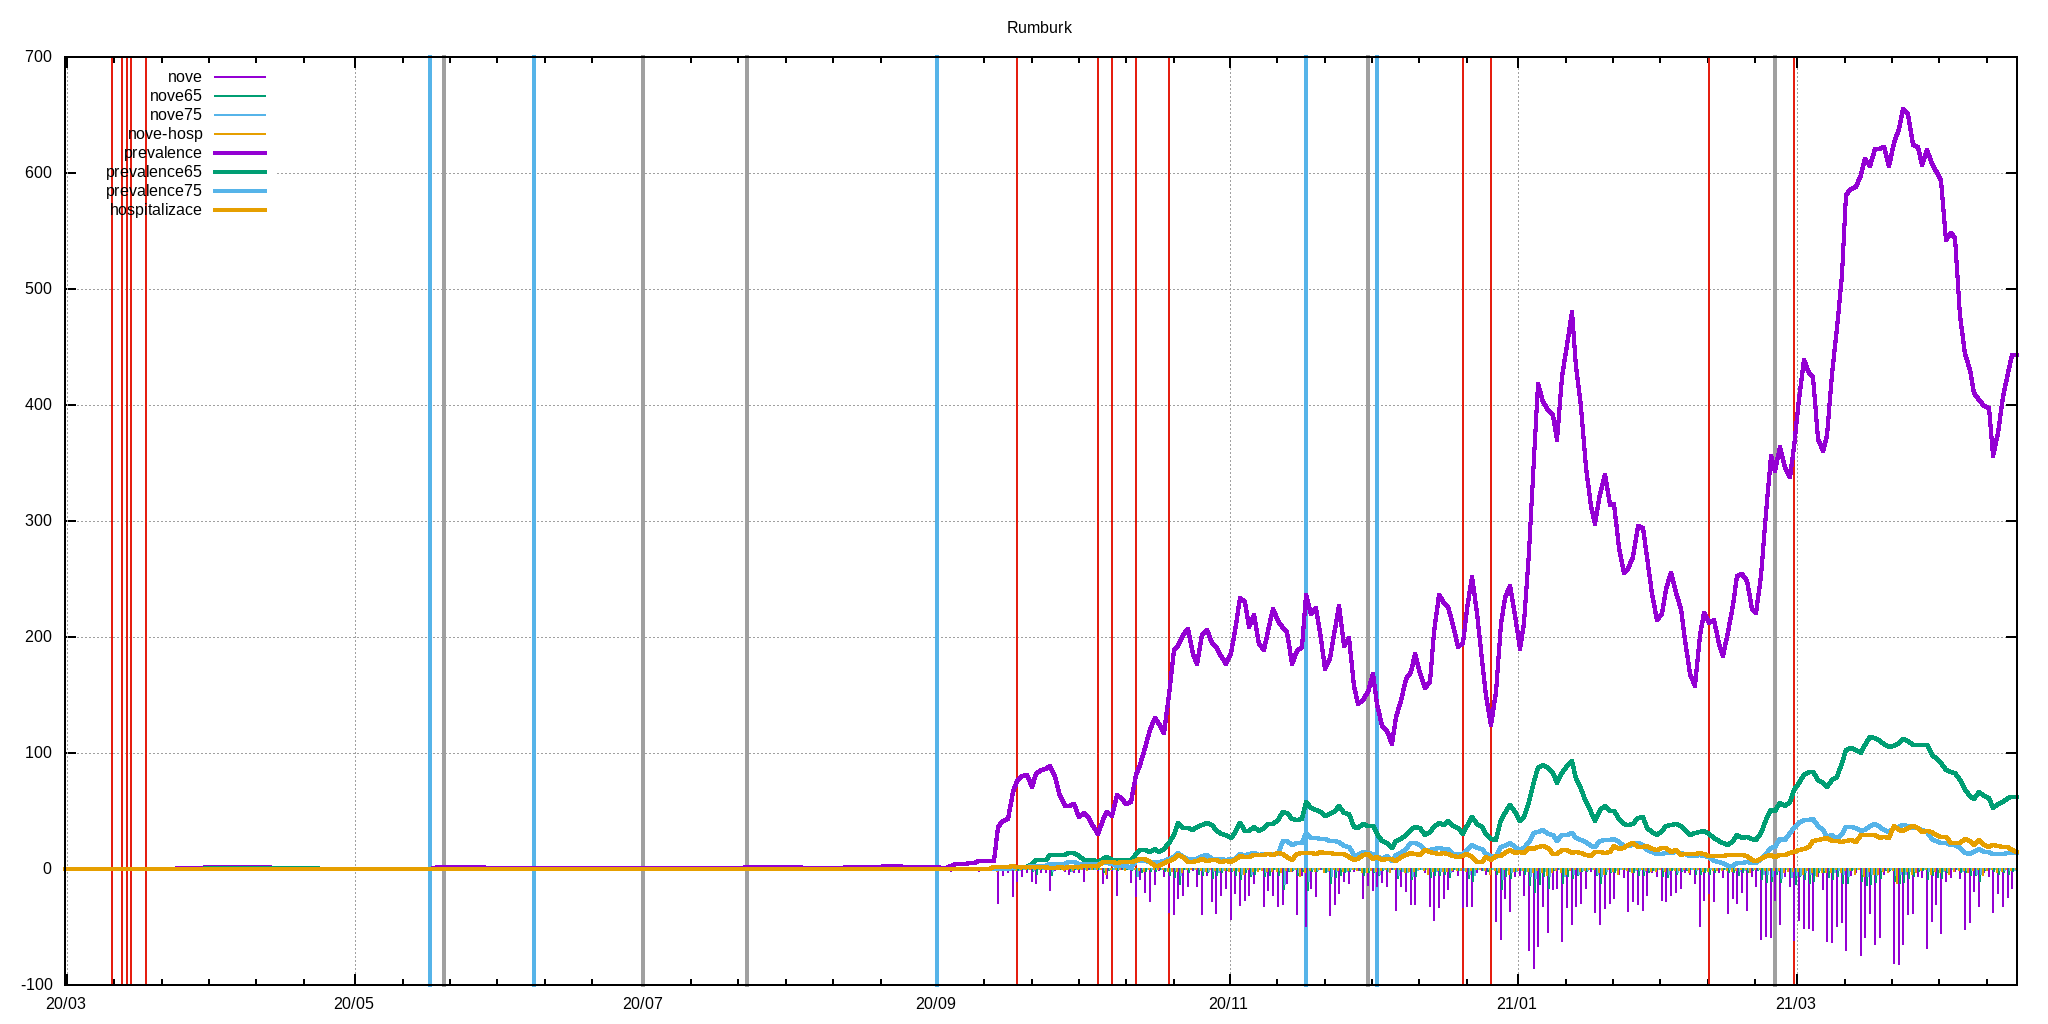 Rumburk
700
nove
nove65
nove75
nove-hosp
prevalence
prevalence65
prevalence75
hospitalizace
600
500
400
300
200
100
0
-100
20/03 20/05 20/07 20/09 20/11 21/01 21/03